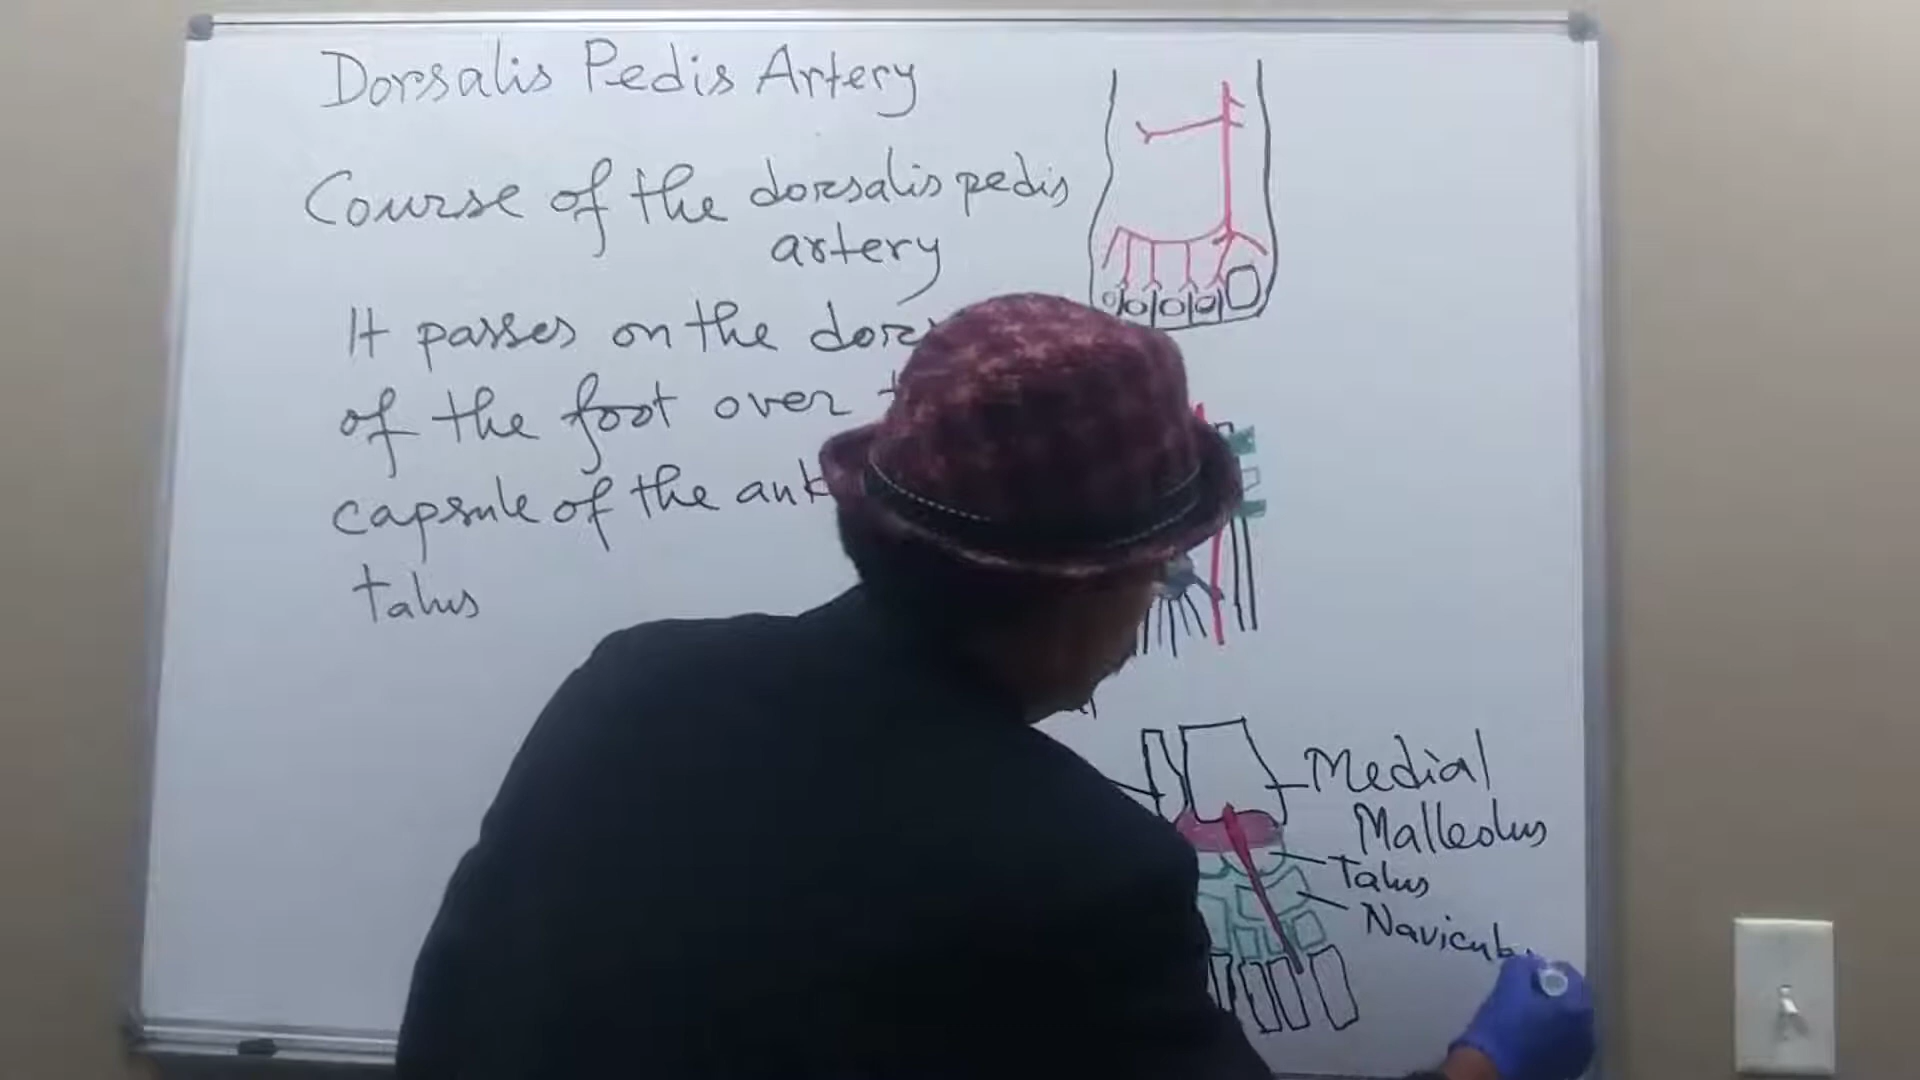 Dorsalis Pedis Artery
Course of the dorsalis pedis
artery
It passes on the
of the foot over
capsule of the
talus
Medial
Malleolus
Talus